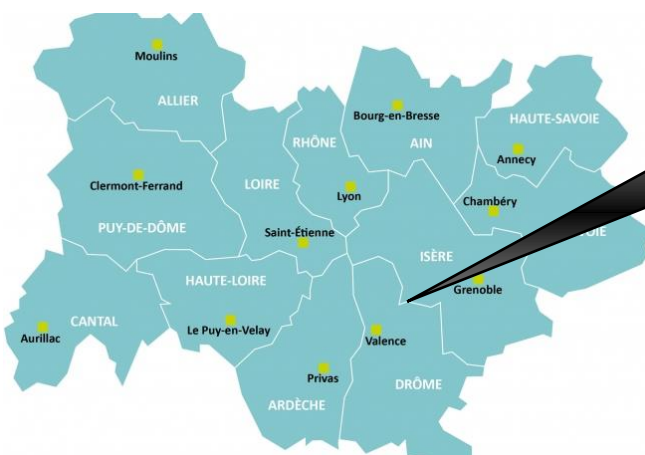 Moulins
ALLIER
Bourg-en-Bresse
HAUTE-SAVOIE
RHÔNE
AIN
Annecy
Clermont-Ferrand
LOIRE
Lyon
Chambéry
PUY-DE-DÔME
Saint-Étienne
OIE
ISÈRE
HAUTE-LOIRE
Grenoble
CANTAL
Le Puy-en-Velay
Aurillac
Valence
Privas
DRÔME
ARDÈCHE